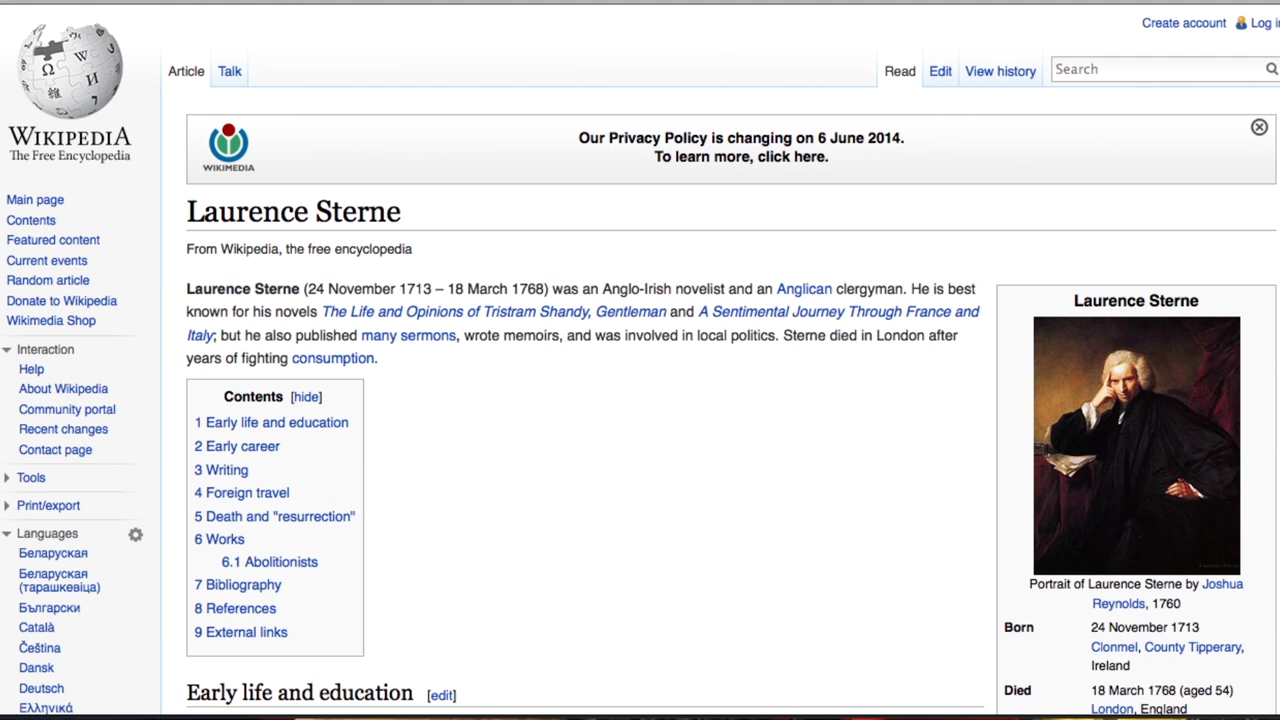 Create account Log in
Article Talk Read Edit View history Search
WIKIPEDIA
The Free Encyclopedia
Main page
Contents
Featured content
Current events
Random article
Donate to Wikipedia
Wikimedia Shop
Interaction
Help
About Wikipedia
Community portal
Recent changes
Contact page
Tools
Print/export
Languages
Беларуская
Беларуская
(тарашкевіца)
Български
Català
Čeština
Dansk
Deutsch
Ελληνικά
WIKIMEDIA
Our Privacy Policy is changing on 6 June 2014.
To learn more, click here.
Laurence Sterne
From Wikipedia, the free encyclopedia
Laurence Sterne (24 November 1713 – 18 March 1768) was an Anglo-Irish novelist and an Anglican clergyman. He is best
known for his novels The Life and Opinions of Tristram Shandy, Gentleman and A Sentimental Journey Through France and
Italy; but he also published many sermons, wrote memoirs, and was involved in local politics. Sterne died in London after
years of fighting consumption.
Contents [hide]
1 Early life and education
2 Early career
3 Writing
4 Foreign travel
5 Death and "resurrection"
6 Works
6.1 Abolitionists
7 Bibliography
8 References
9 External links
Early life and education [edit]
Laurence Sterne
Portrait of Laurence Sterne by Joshua
Reynolds, 1760
Born 24 November 1713
Clonmel, County Tipperary,
Ireland
Died 18 March 1768 (aged 54)
London, England